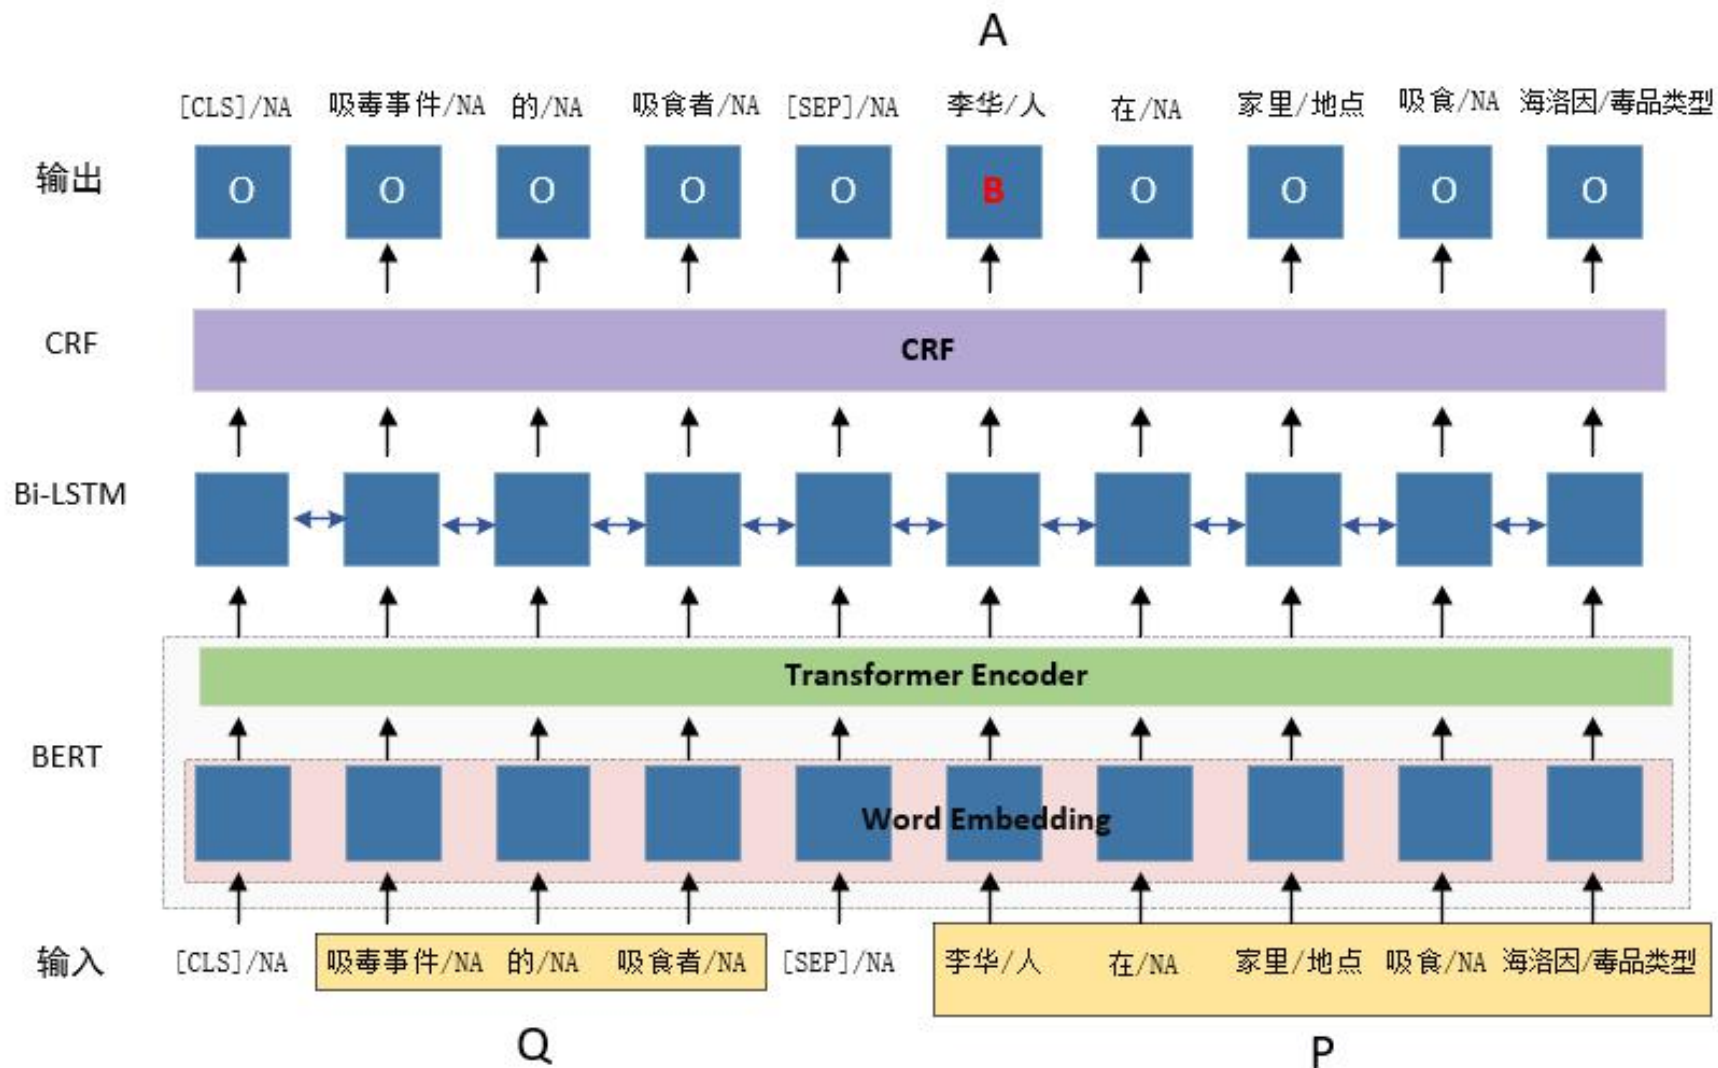 A
[CLS]/NA 吸毒事件/NA 的/NA 吸食者/NA [SEP]/NA 李华/人 在/NA 家里/地点 吸食/NA 海洛因/毒品类型
输出 O O O O O B O O O O
CRF CRF
Bi-LSTM
Transformer Encoder
BERT
Word Embedding
输入 [CLS]/NA 吸毒事件/NA 的/NA 吸食者/NA [SEP]/NA 李华/人 在/NA 家里/地点 吸食/NA 海洛因/毒品类型
Q P